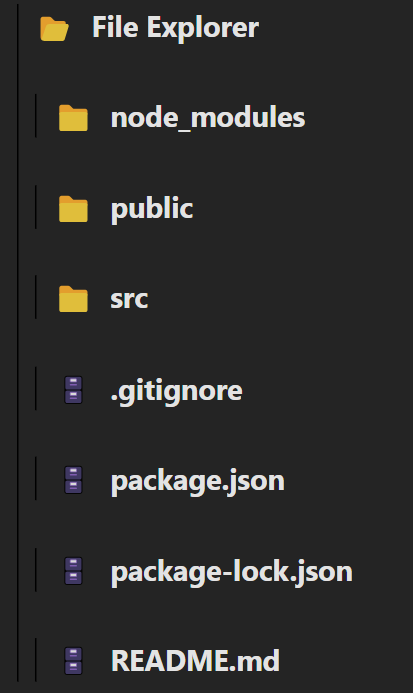 File Explorer
node_modules
public
src
.gitignore
package.json
package-lock.json
README.md